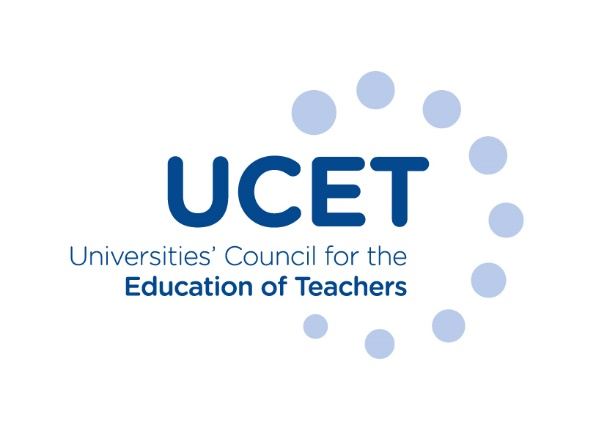 UCET
Universities’ Council for the
Education of Teachers